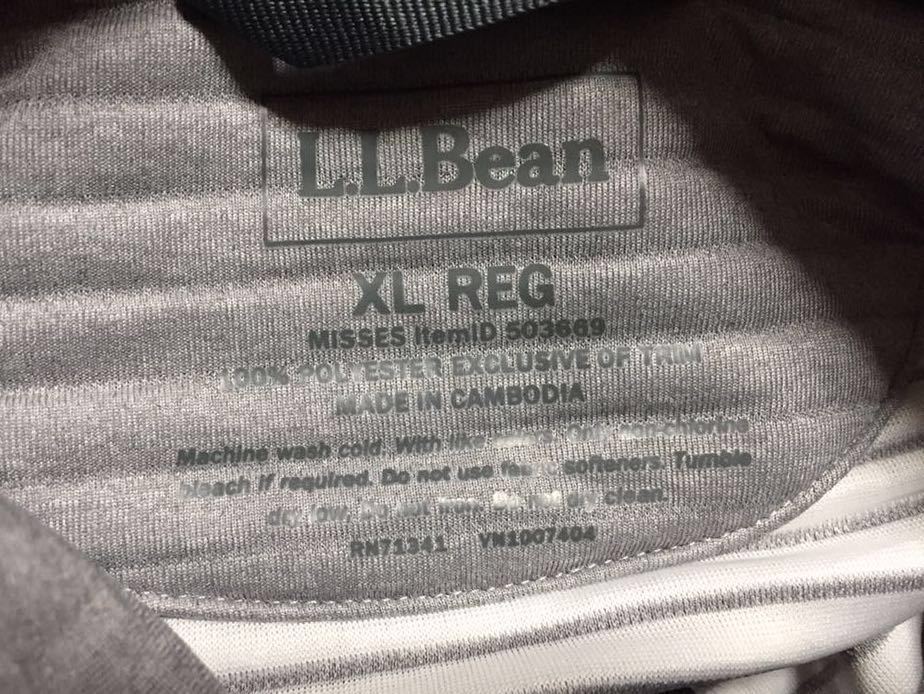 L.L.Bean
XL REG
MISSES ItemID 503669
100% POLYESTER EXCLUSIVE OF TRIM
MADE IN CAMBODIA
Machine wash cold. With like colors. Only non-chlorine
bleach if required. Do not use fabric softeners. Tumble
dry low. Do not iron. Do not dry clean.
RN71341 VN1007404